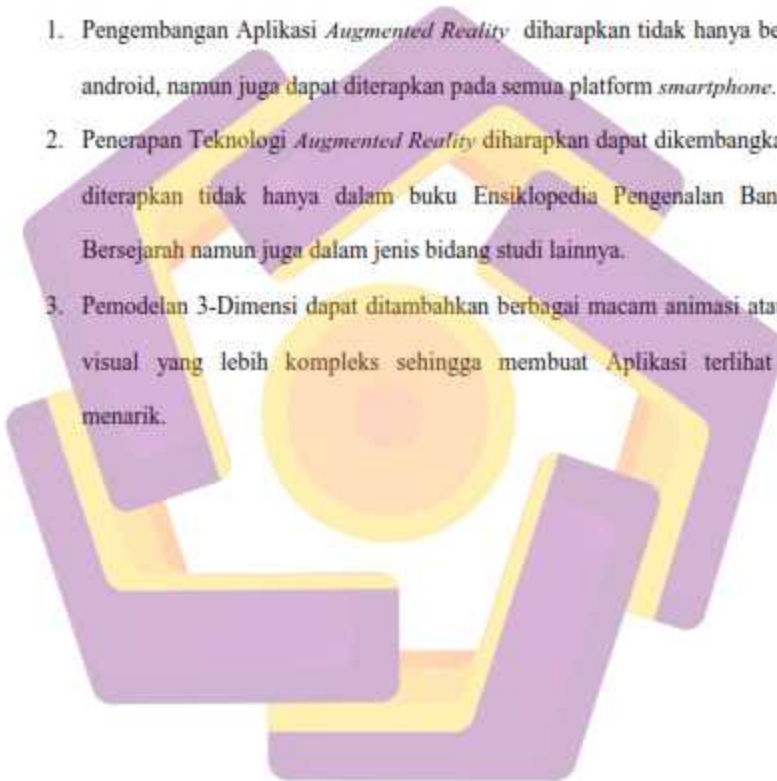 1. Pengembangan Aplikasi Augmented Reality diharapkan tidak hanya be
android, namun juga dapat diterapkan pada semua platform smartphone.
2. Penerapan Teknologi Augmented Reality diharapkan dapat dikembangka
diterapkan tidak hanya dalam buku Ensiklopedia Pengenalan Ban
Bersejarah namun juga dalam jenis bidang studi lainnya.
3. Pemodelan 3-Dimensi dapat ditambahkan berbagai macam animasi ata
visual yang lebih kompleks sehingga membuat Aplikasi terlihat
menarik.